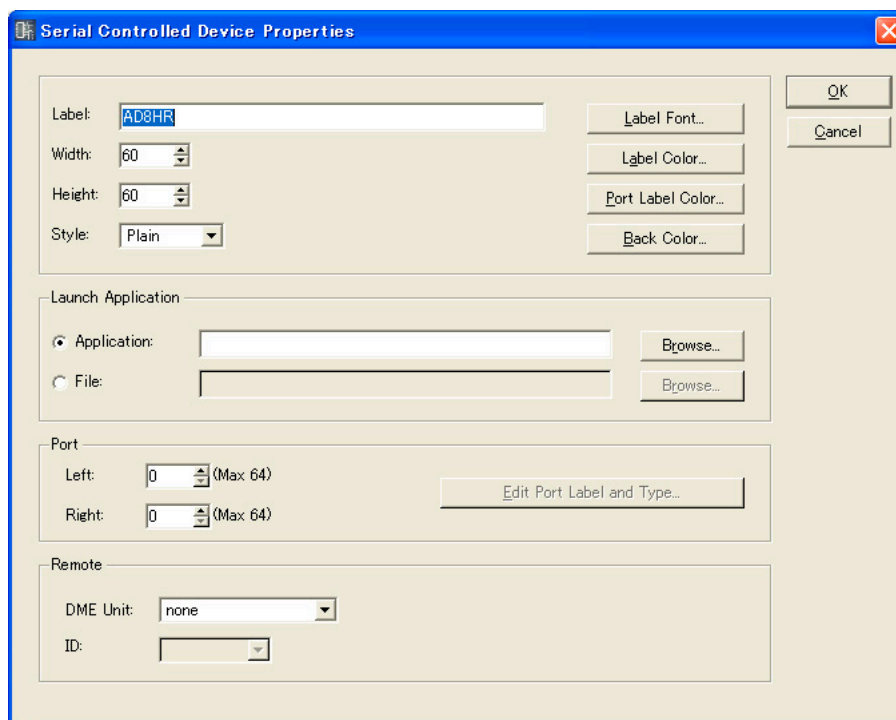 Serial Controlled Device Properties
Label: AD8HR Label Font...
Width: 60 Label Color...
Height: 60 Port Label Color...
Style: Plain Back Color...
OK
Cancel
Launch Application
Application: Browse...
File: Browse...
Port
Left: 0 (Max 64)
Right: 0 (Max 64)
Edit Port Label and Type...
Remote
DME Unit: none
ID: